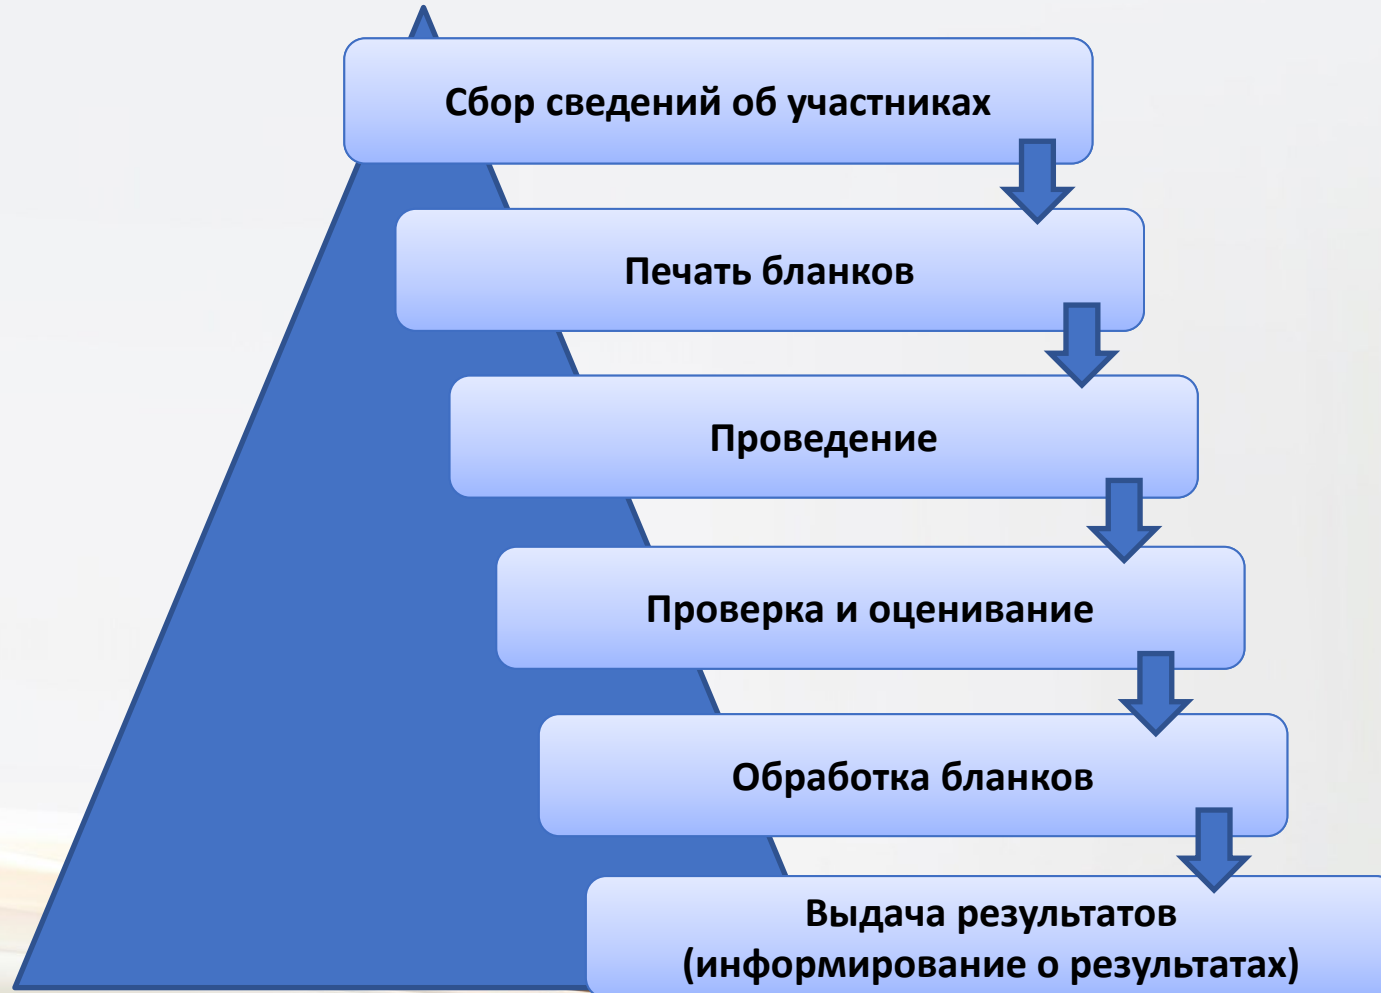 Сбор сведений об участниках
Печать бланков
Проведение
Проверка и оценивание
Обработка бланков
Выдача результатов
(информирование о результатах)